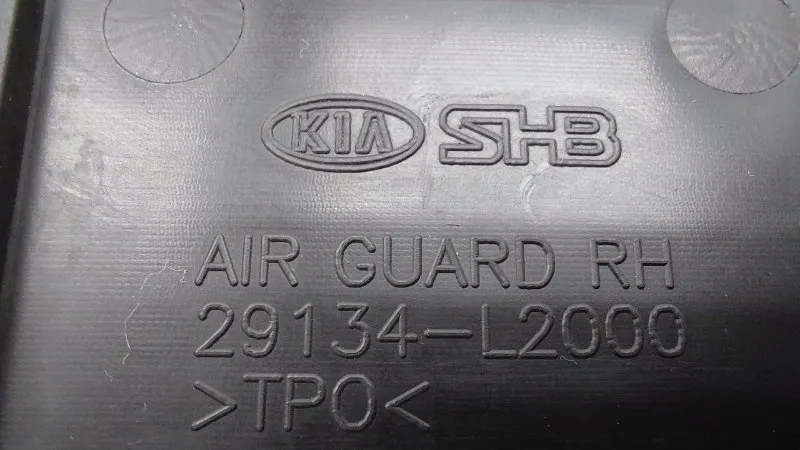 KIA SHB
AIR GUARD RH
29134-L2000
>TPO<